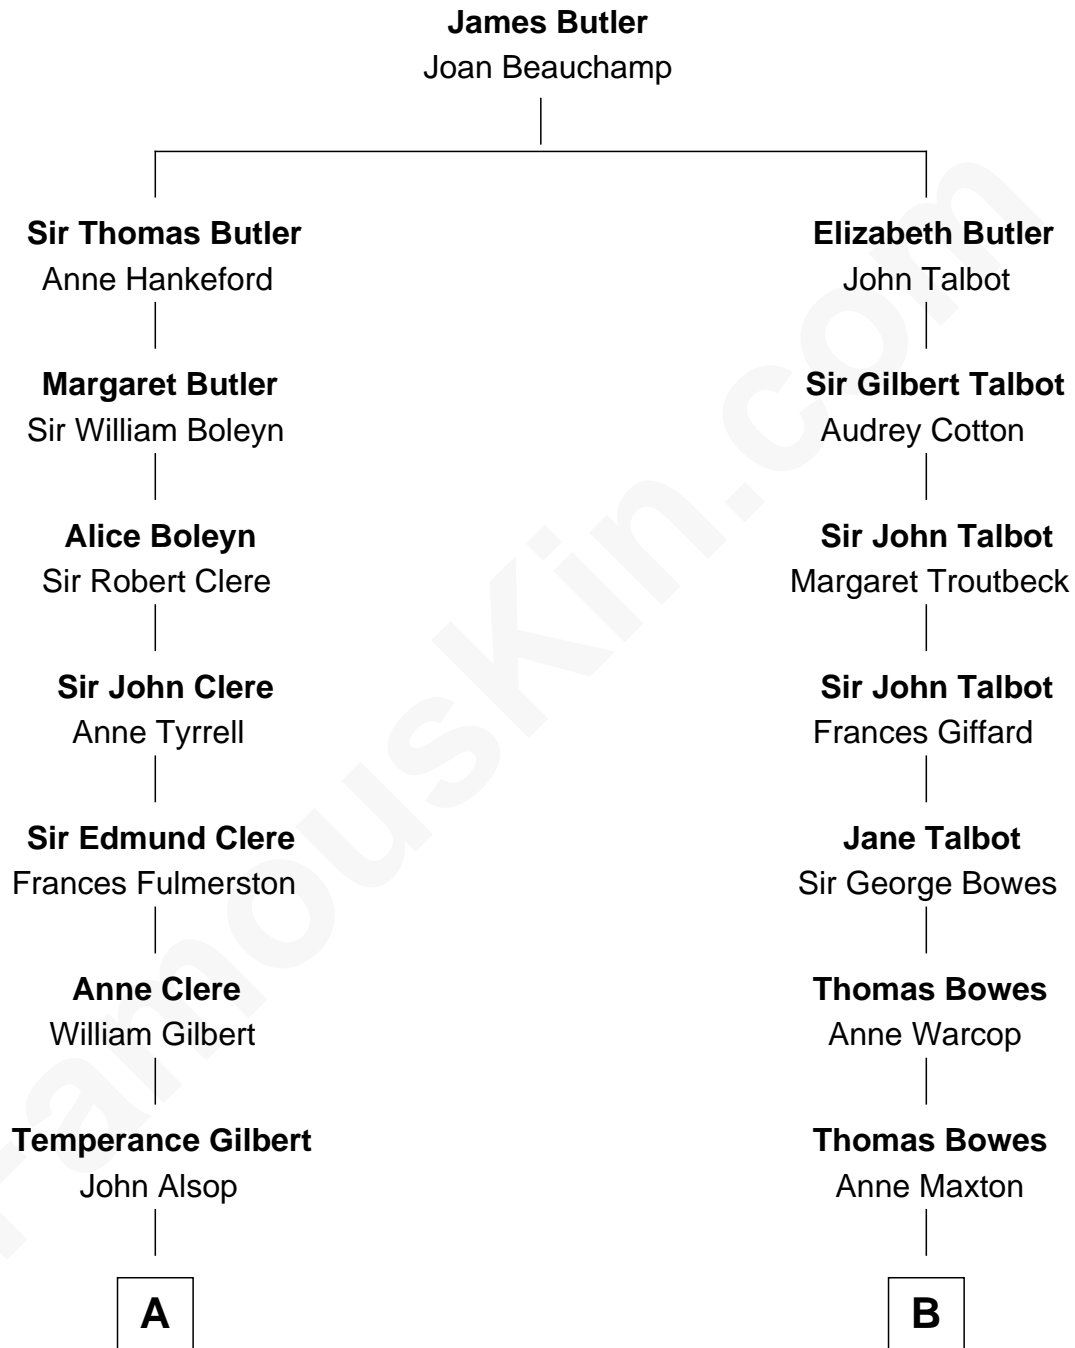 James Butler
Joan Beauchamp
Sir Thomas Butler
Anne Hankeford
Margaret Butler
Sir William Boleyn
Alice Boleyn
Sir Robert Clere
Sir John Clere
Anne Tyrrell
Sir Edmund Clere
Frances Fulmerston
Anne Clere
William Gilbert
Temperance Gilbert
John Alsop
A
Elizabeth Butler
John Talbot
Sir Gilbert Talbot
Audrey Cotton
Sir John Talbot
Margaret Troutbeck
Sir John Talbot
Frances Giffard
Jane Talbot
Sir George Bowes
Thomas Bowes
Anne Warcop
Thomas Bowes
Anne Maxton
B
FamousKin.com